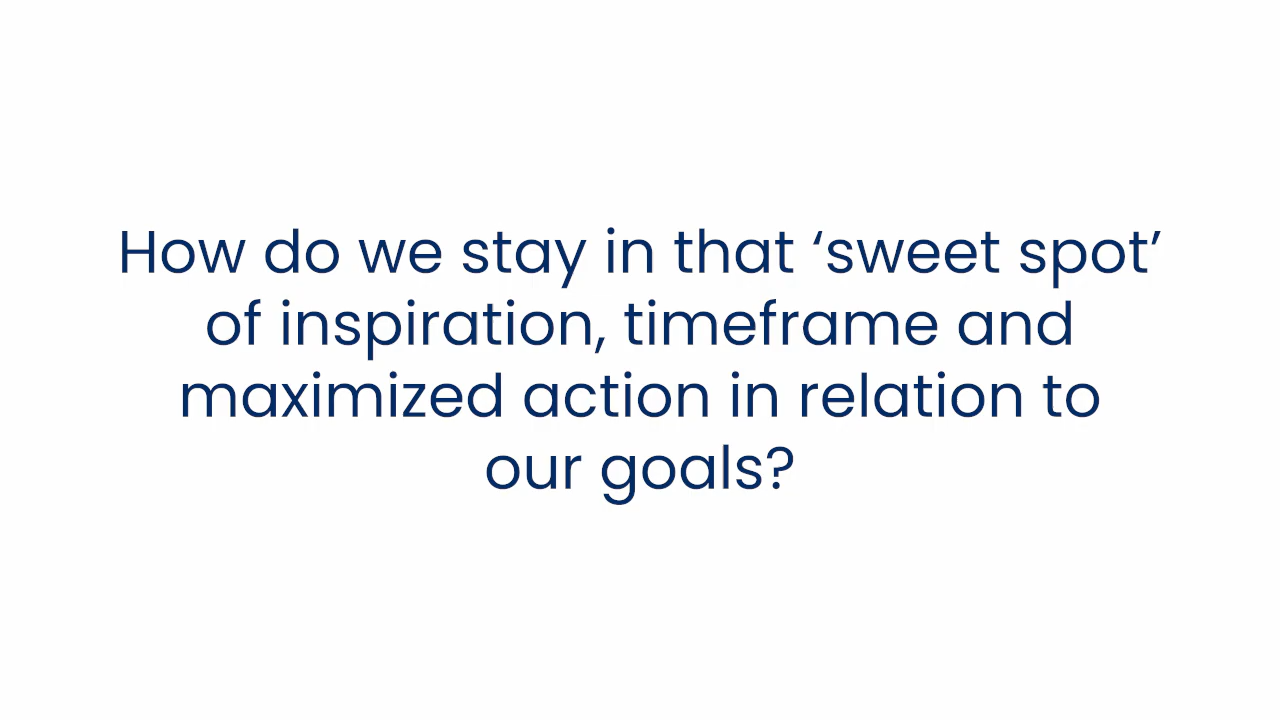 How do we stay in that ‘sweet spot’
of inspiration, timeframe and
maximized action in relation to
our goals?